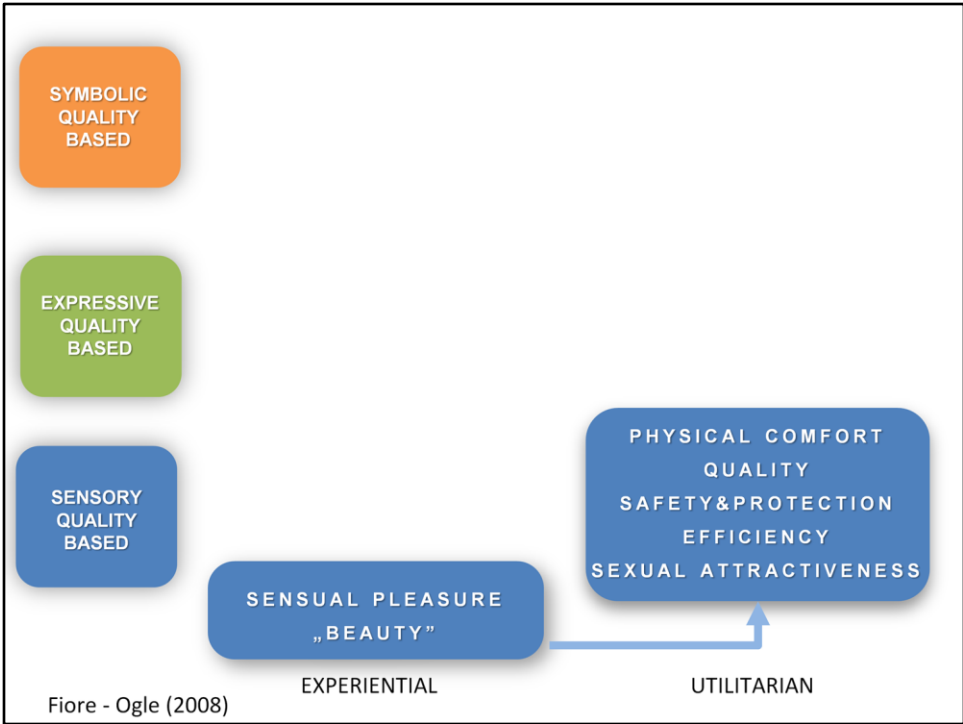 SYMBOLIC
QUALITY
BASED
EXPRESSIVE
QUALITY
BASED
SENSORY
QUALITY
BASED
PHYSICAL COMFORT
QUALITY
SAFETY&PROTECTION
EFFICIENCY
SEXUAL ATTRACTIVENESS
SENSUAL PLEASURE
„BEAUTY”
EXPERIENTIAL
UTILITARIAN
Fiore - Ogle (2008)